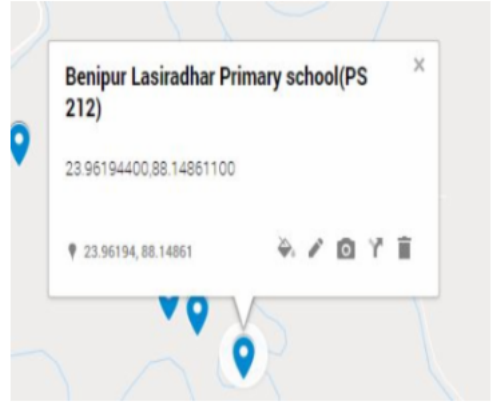 Benipur Lasiradhar Primary school(PS
212)
23.96194400,88.14861100
23.96194, 88.14861